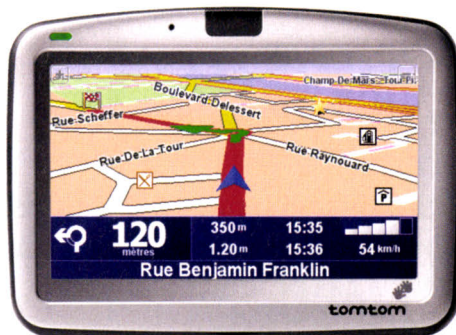 Champ De Mars - Tour Ei
Boulevard Delessert
Rue Scheffer
Rue De La Tour
Rue Raynouard
P
120 350 m 15:35
mètres 1.20 m 15:36 54 km/h
Rue Benjamin Franklin
tomtom